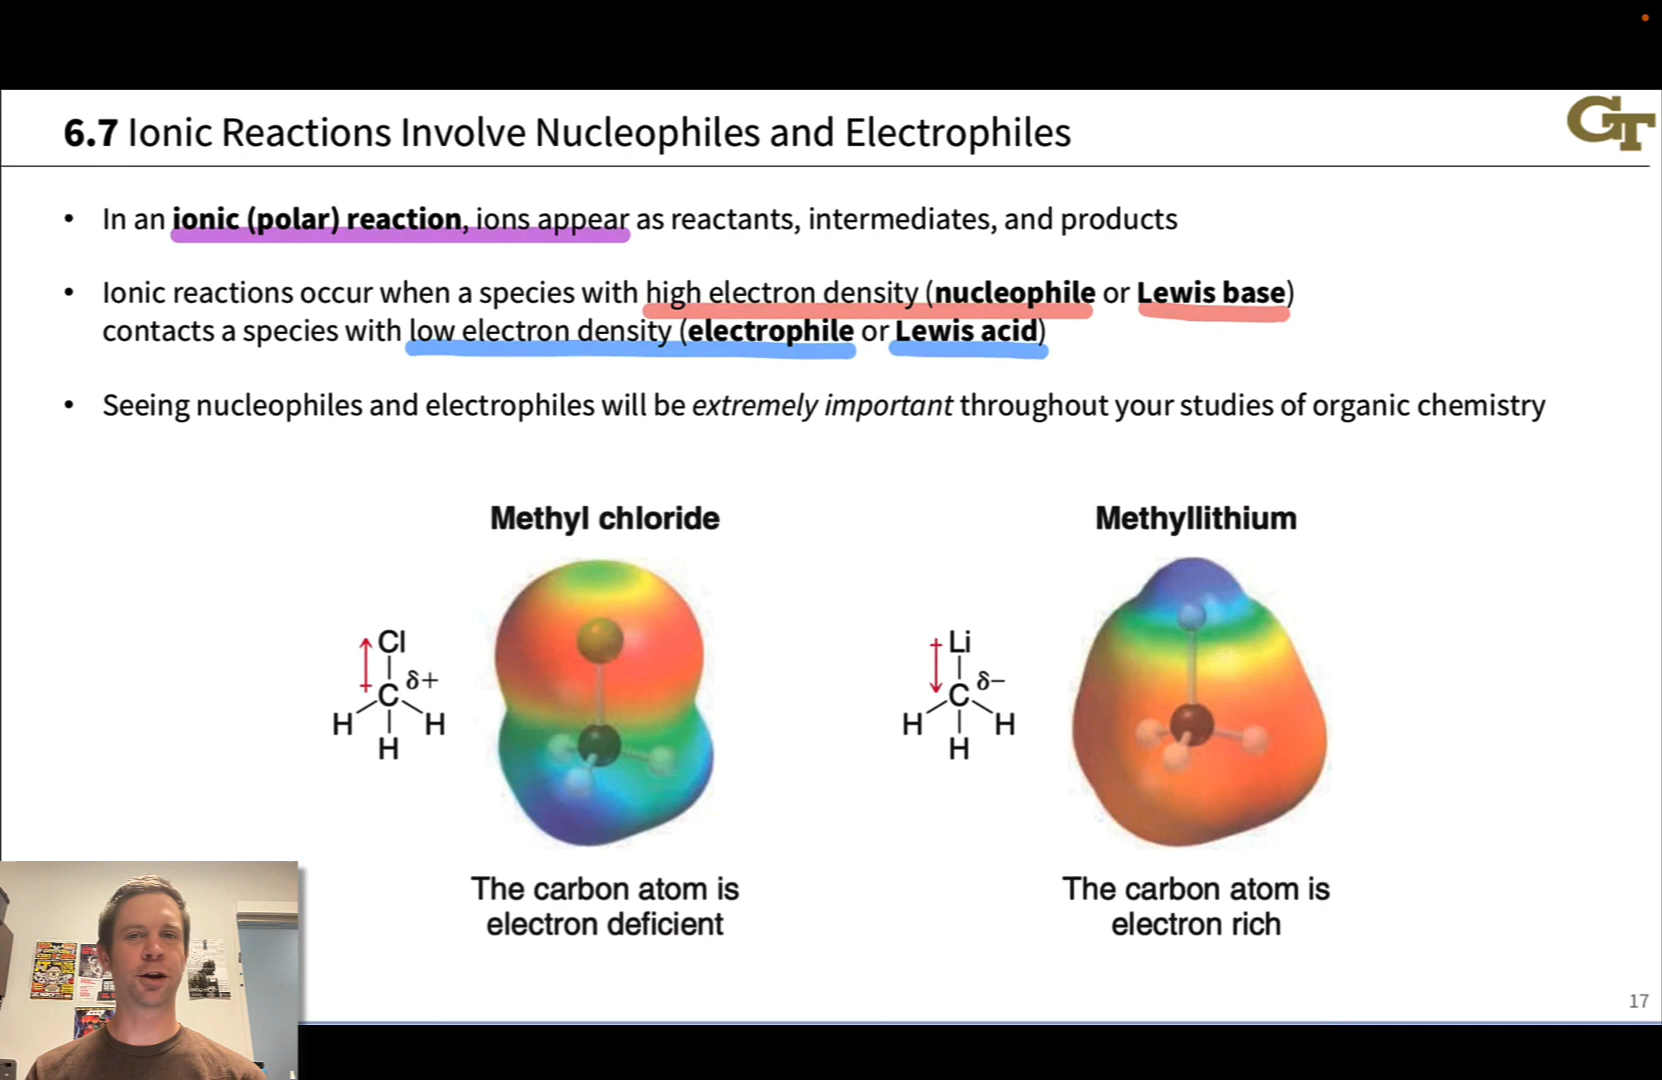 6.7 Ionic Reactions Involve Nucleophiles and Electrophiles
GT
• In an ionic (polar) reaction, ions appear as reactants, intermediates, and products
• Ionic reactions occur when a species with high electron density (nucleophile or Lewis base)
contacts a species with low electron density (electrophile or Lewis acid)
• Seeing nucleophiles and electrophiles will be extremely important throughout your studies of organic chemistry
Methyl chloride
Cl
C δ+
H H
H
The carbon atom is
electron deficient
Methyllithium
Li
C δ−
H H
H
The carbon atom is
electron rich
17